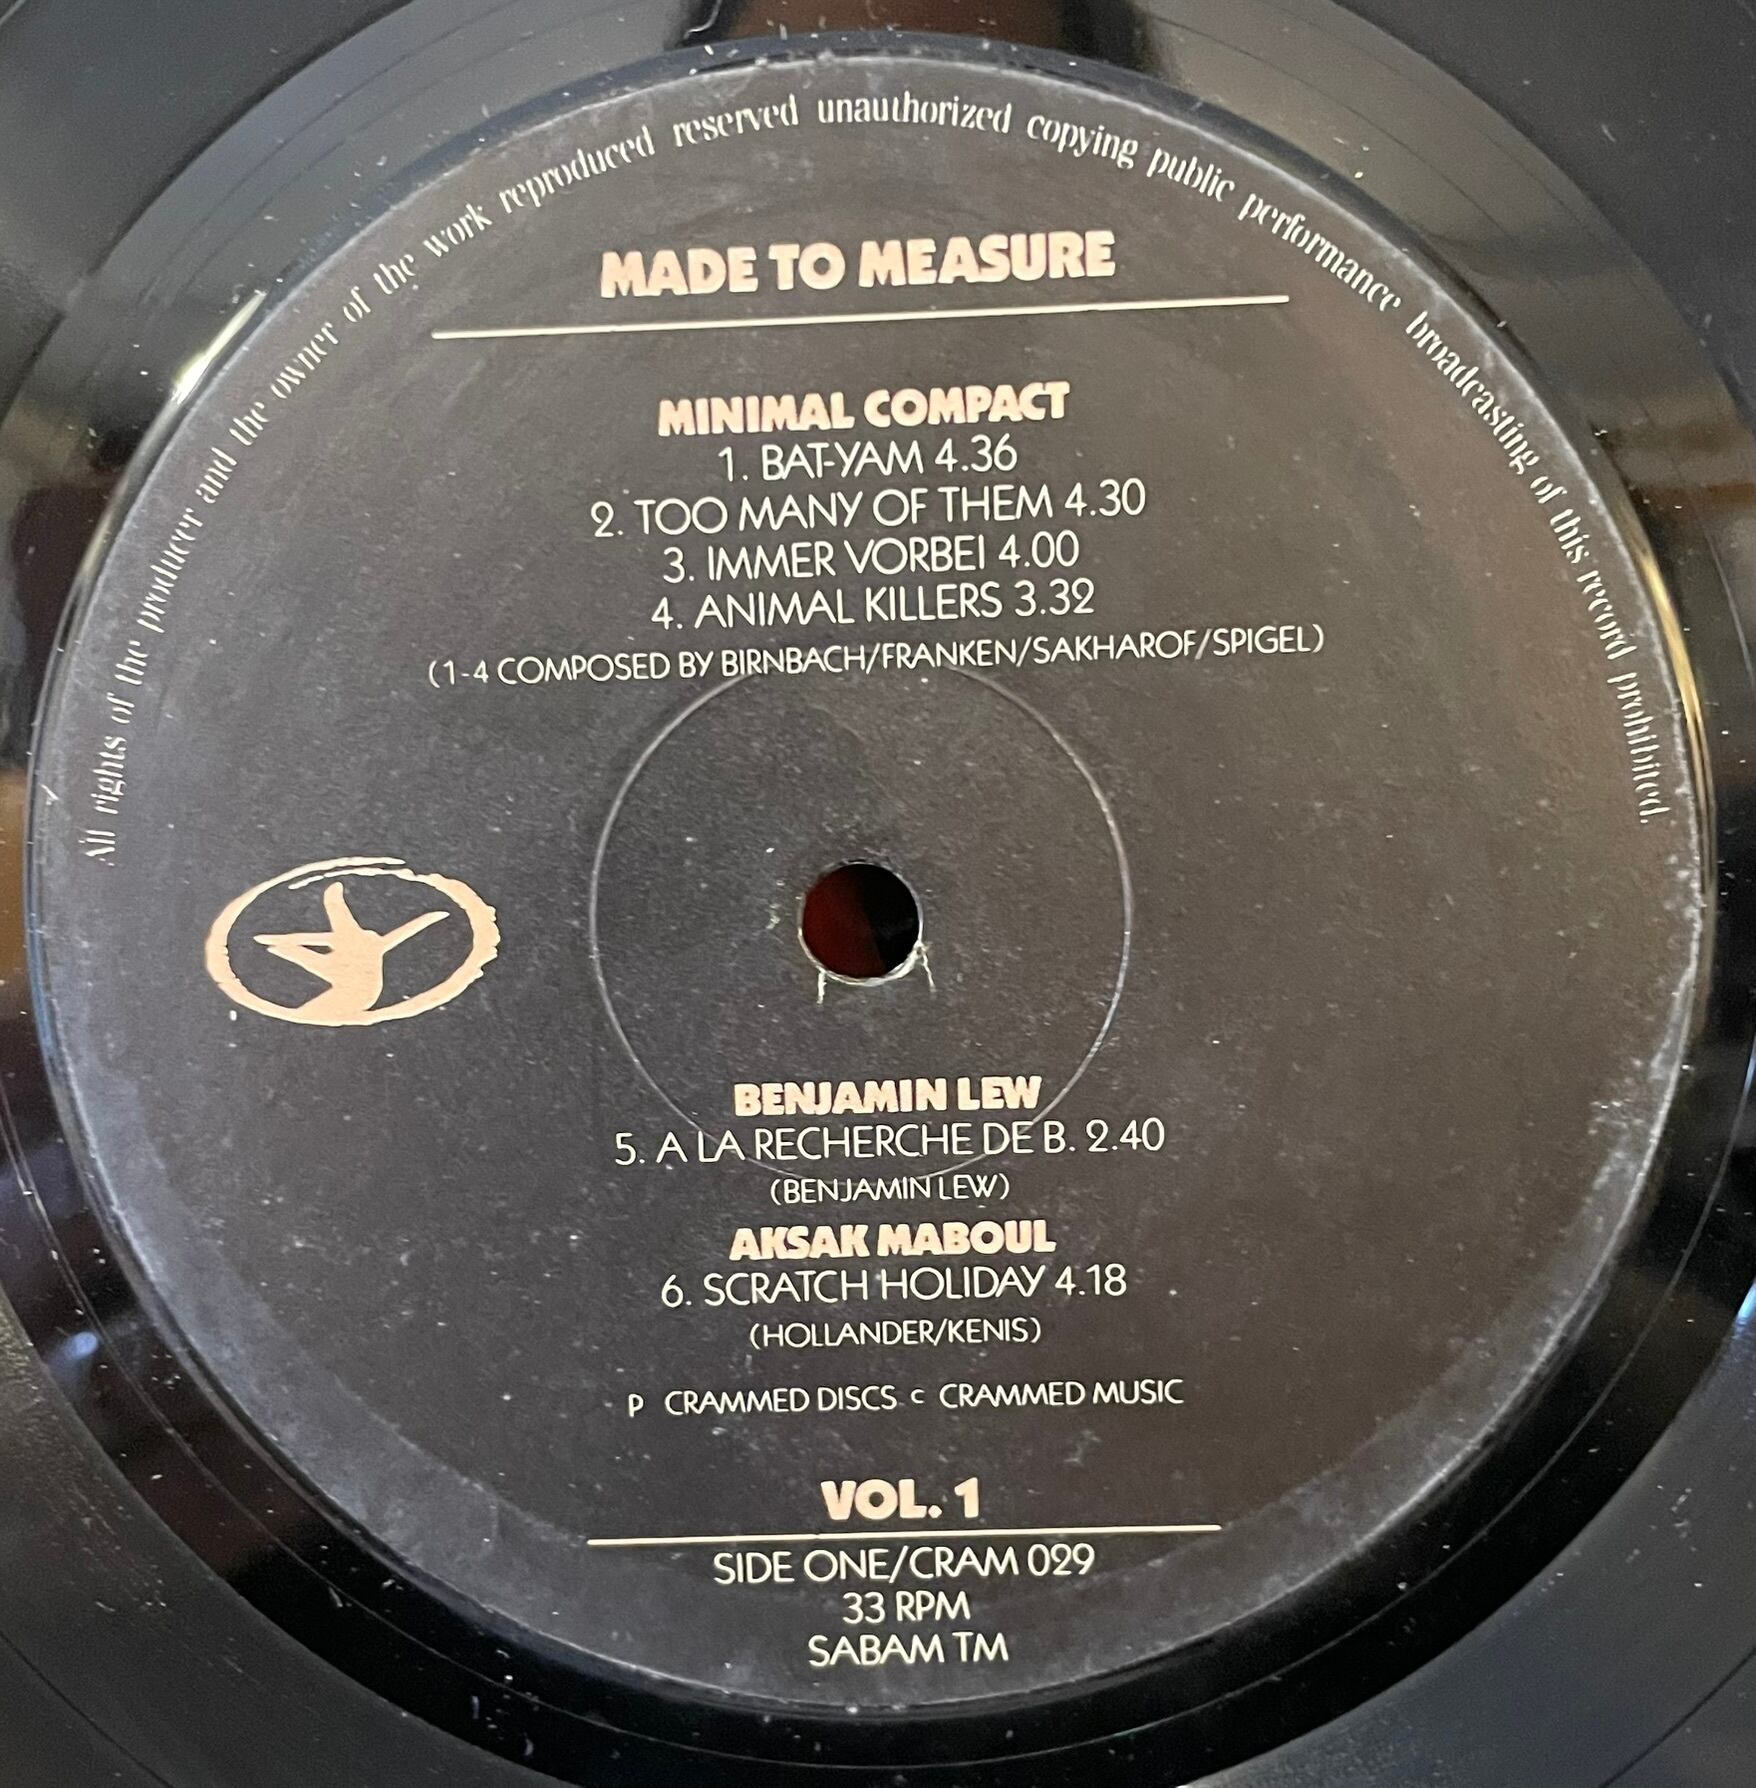 All rights of the producer and the owner of the work reproduced reserved unauthorized copying public performance broadcasting of this record prohibited.
MADE TO MEASURE
MINIMAL COMPACT
1. BAT-YAM 4.36
2. TOO MANY OF THEM 4.30
3. IMMER VORBEI 4.00
4. ANIMAL KILLERS 3.32
(1-4 COMPOSED BY BIRNBACH/FRANKEN/SAKHAROF/SPIGEL)
BENJAMIN LEW
5. A LA RECHERCHE DE B. 2.40
(BENJAMIN LEW)
AKSAK MABOUL
6. SCRATCH HOLIDAY 4.18
(HOLLANDER/KENIS)
P CRAMMED DISCS c CRAMMED MUSIC
VOL. 1
SIDE ONE/CRAM 029
33 RPM
SABAM TM